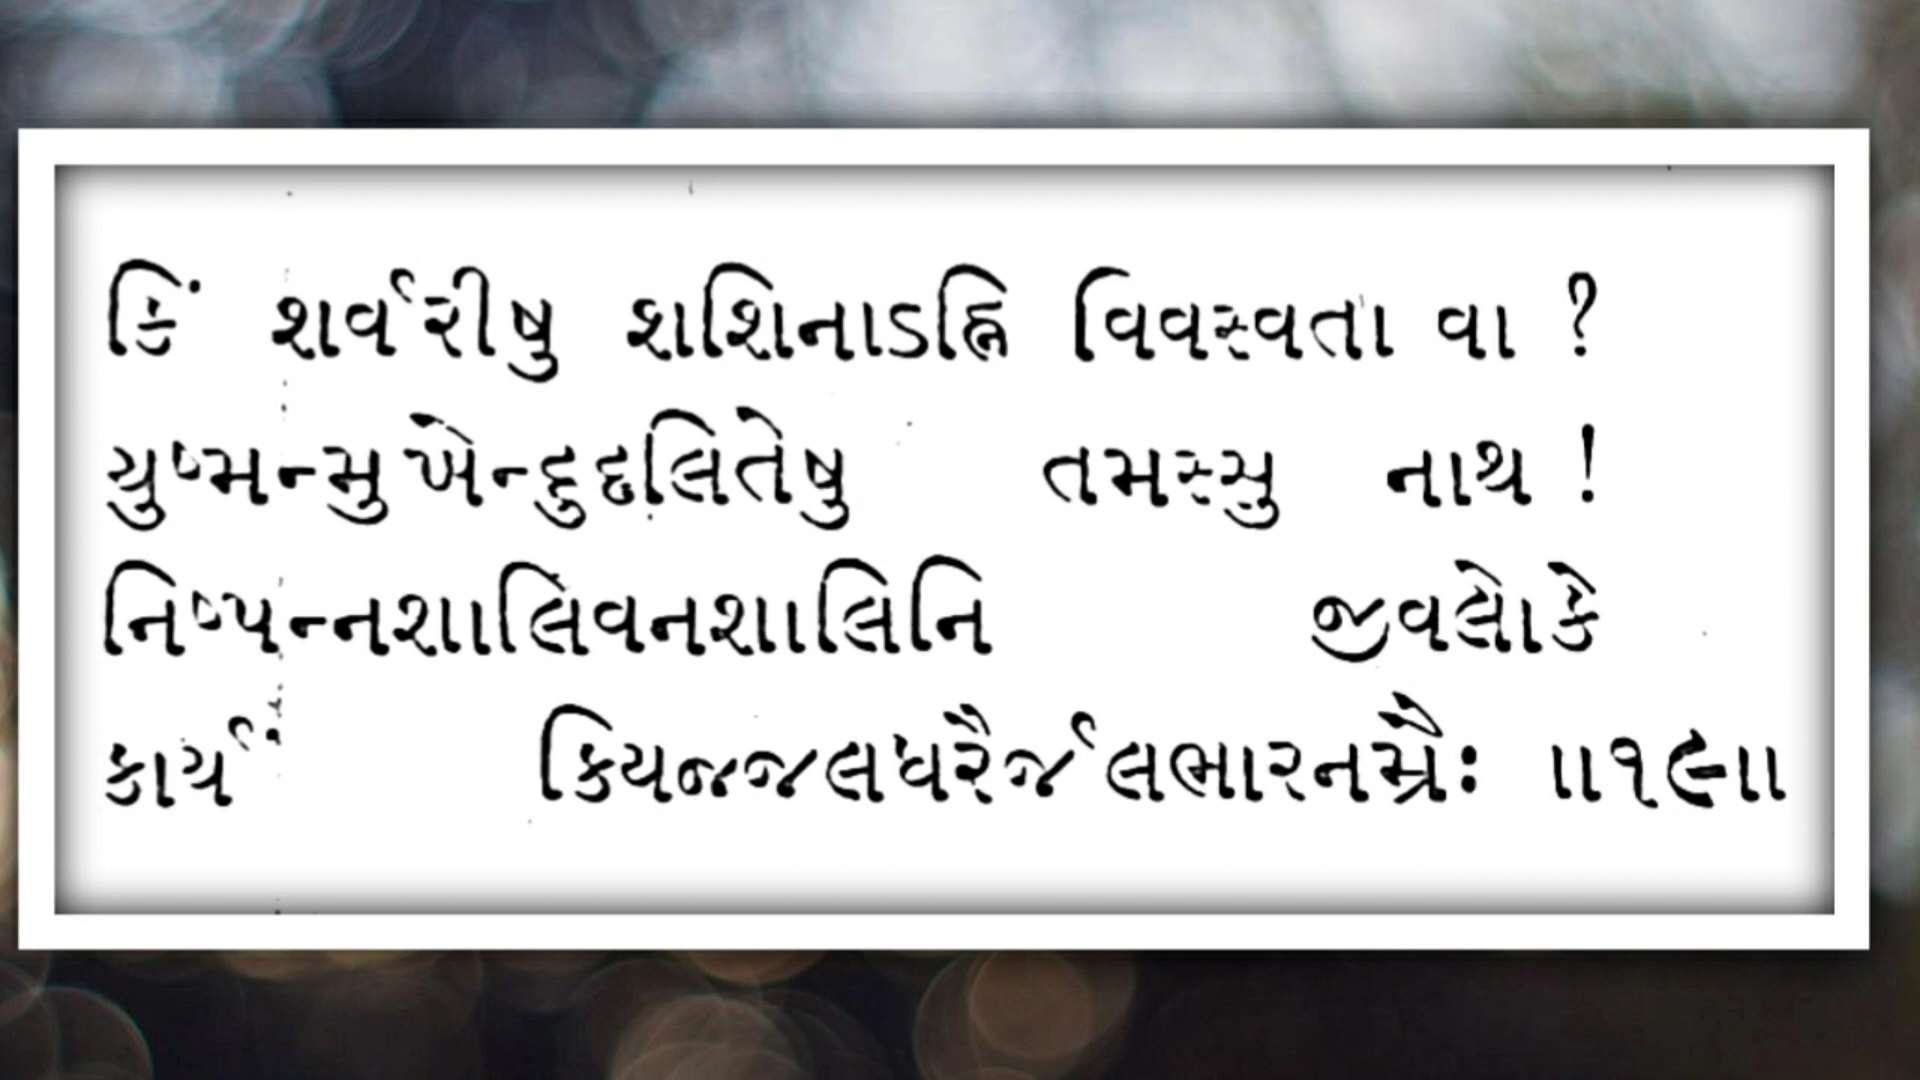 કિં શર્વરીષુ શશિનાઽહ્નિ વિવસ્વતા વા ?
યુષ્મન્મુખેન્દુદલિતેષુ તમસ્સુ નાથ !
નિષ્પન્નશાલિવનશાલિનિ જીવલોકે
કાર્યં કિયજ્જલધરૈર્જલભારનમ્રૈઃ ॥૧૯॥